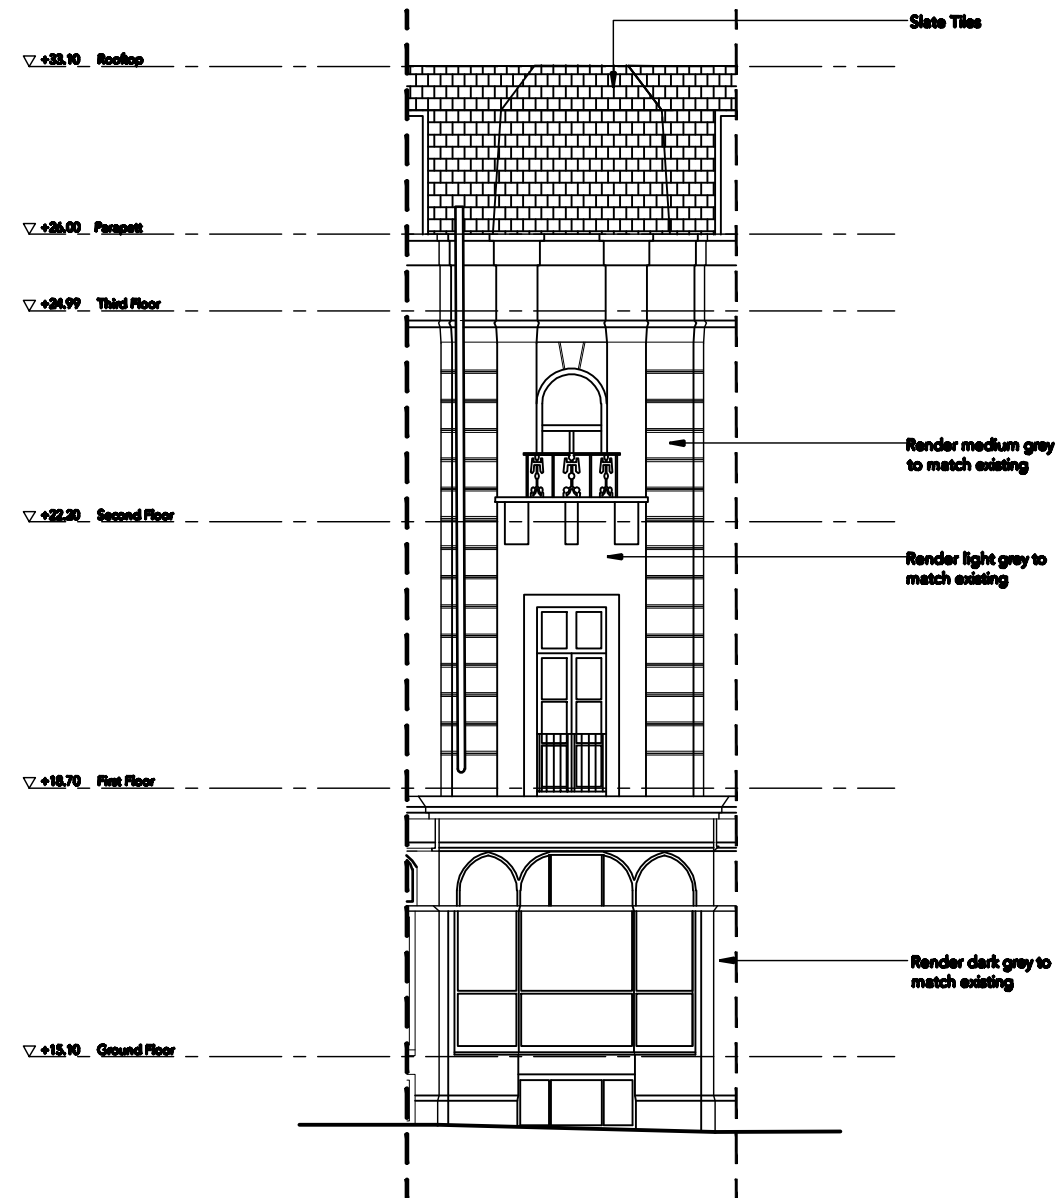 Slate Tiles
+33.10 Rooftop
+26.00 Parapett
+24.99 Third Floor
Render medium grey
to match existing
+22.20 Second Floor
Render light grey to
match existing
+18.70 First Floor
Render dark grey to
match existing
+15.10 Ground Floor